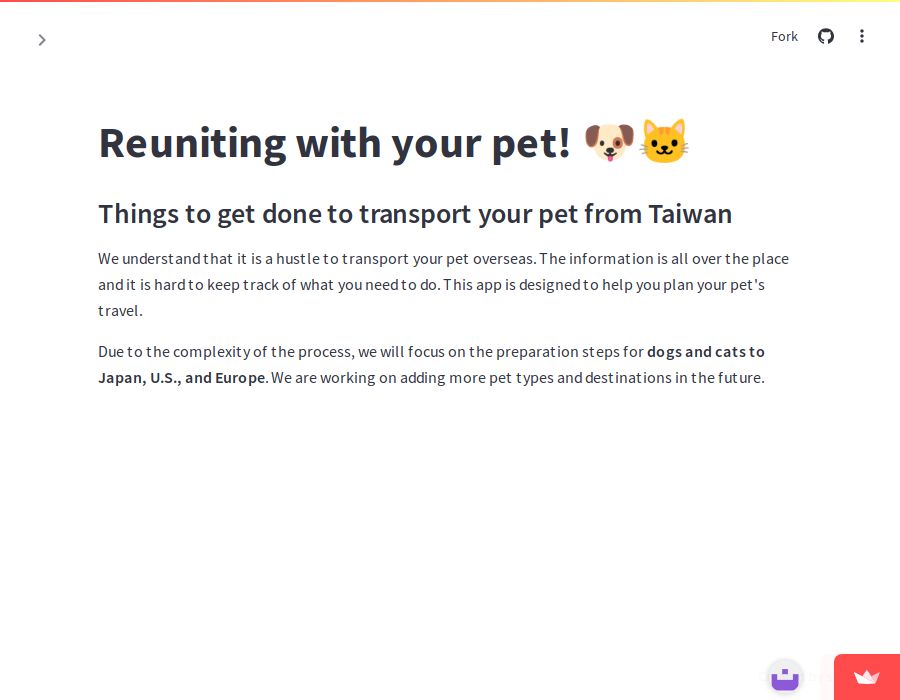 Fork
Reuniting with your pet! 🐶🐱
Things to get done to transport your pet from Taiwan
We understand that it is a hustle to transport your pet overseas. The information is all over the place
and it is hard to keep track of what you need to do. This app is designed to help you plan your pet's
travel.
Due to the complexity of the process, we will focus on the preparation steps for dogs and cats to
Japan, U.S., and Europe. We are working on adding more pet types and destinations in the future.